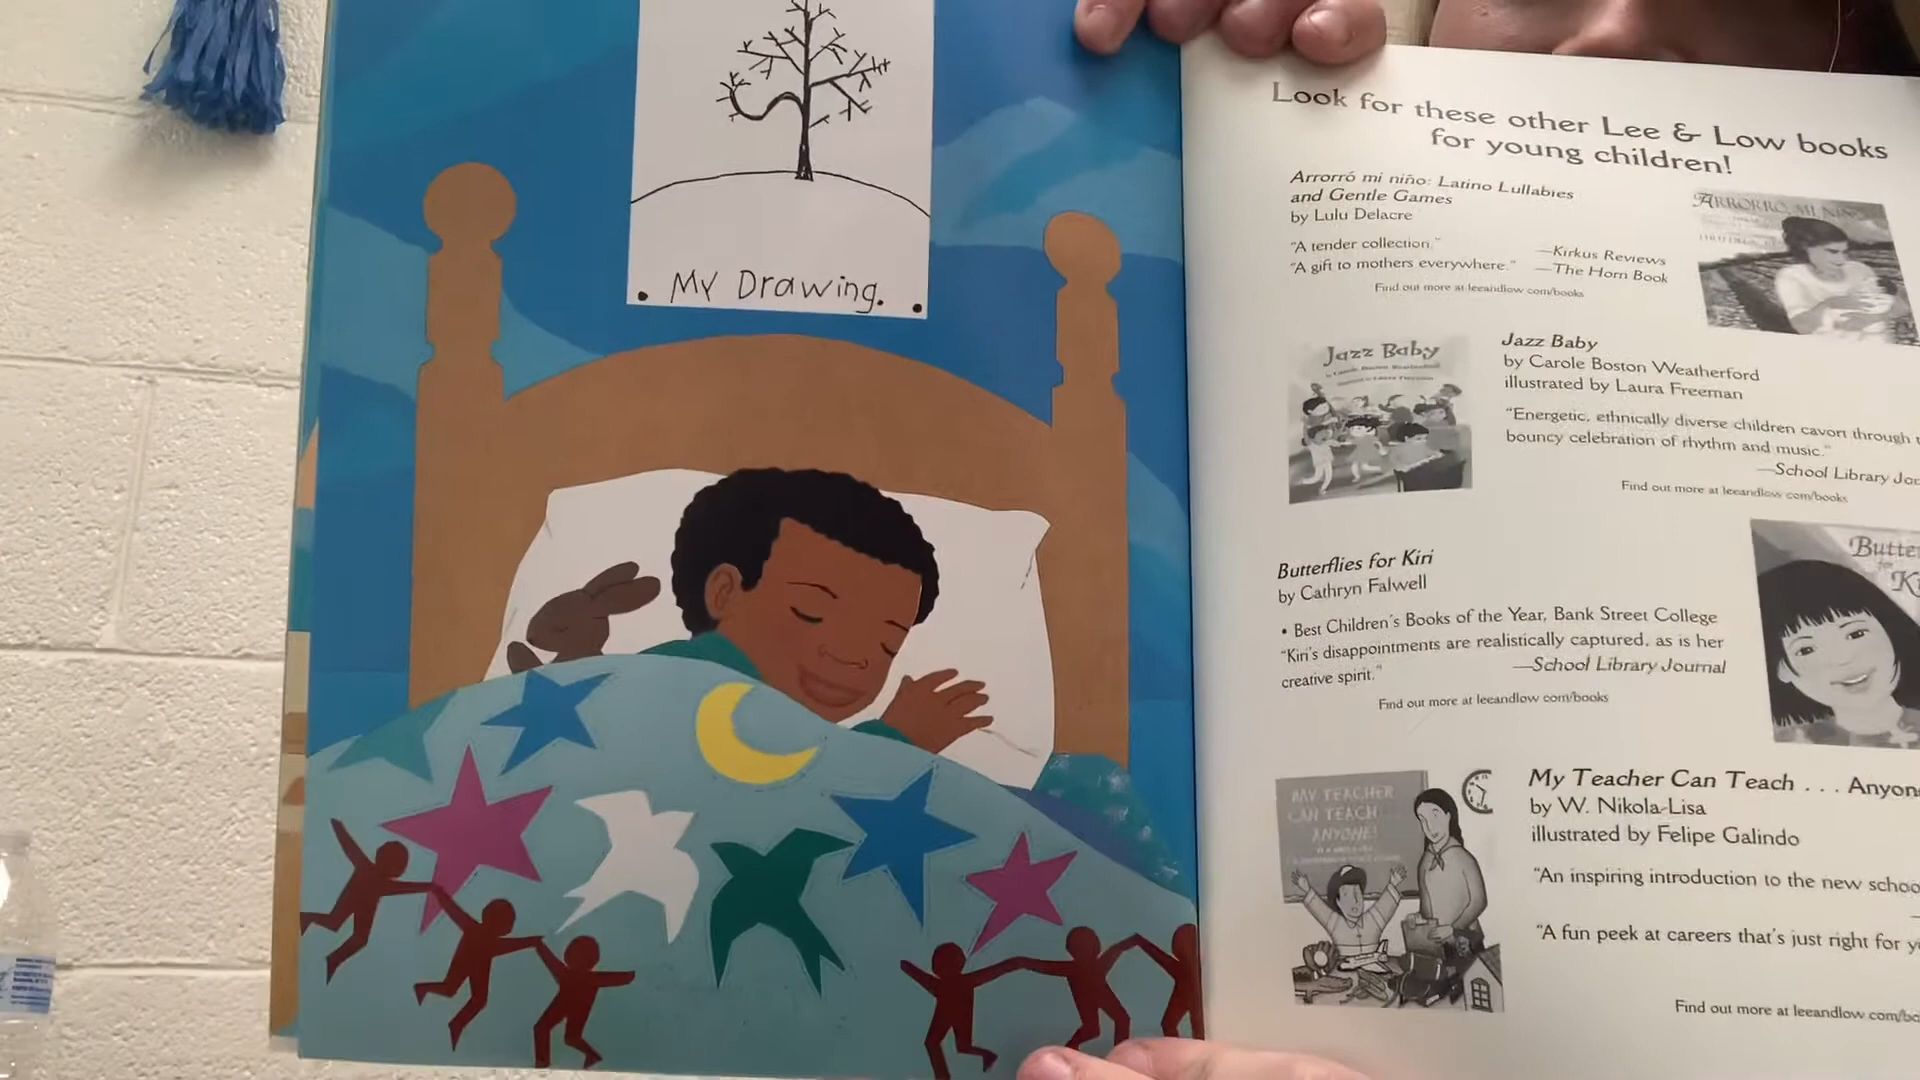 My Drawing.
Look for these other Lee & Low books
for young children!
Arrorró mi niño: Latino Lullabies
and Gentle Games
by Lulu Delacre
"A tender collection."
—Kirkus Reviews
"A gift to mothers everywhere."
—The Horn Book
Find out more at leeandlow.com/books
Jazz Baby
Jazz Baby
by Carole Boston Weatherford
illustrated by Laura Freeman
"Energetic, ethnically diverse children cavort through
bouncy celebration of rhythm and music."
—School Library Jou
Find out more at leeandlow.com/books
Butterflies for Kiri
by Cathryn Falwell
• Best Children's Books of the Year, Bank Street College
"Kiri's disappointments are realistically captured, as is her
creative spirit."
—School Library Journal
Find out more at leeandlow.com/books
Butte
MY TEACHER
CAN TEACH
ANYONE!
My Teacher Can Teach . . . Anyon
by W. Nikola-Lisa
illustrated by Felipe Galindo
"An inspiring introduction to the new schoo
"A fun peek at careers that's just right for y
Find out more at leeandlow.com/bo